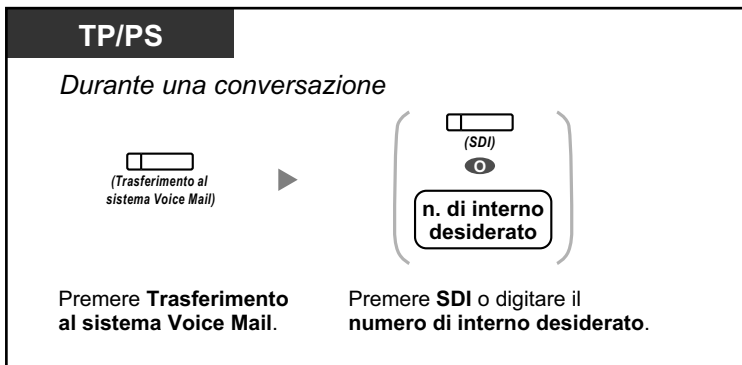 TP/PS
Durante una conversazione
(Trasferimento al
sistema Voice Mail)
(SDI)
O
n. di interno
desiderato
Premere Trasferimento
al sistema Voice Mail.
Premere SDI o digitare il
numero di interno desiderato.